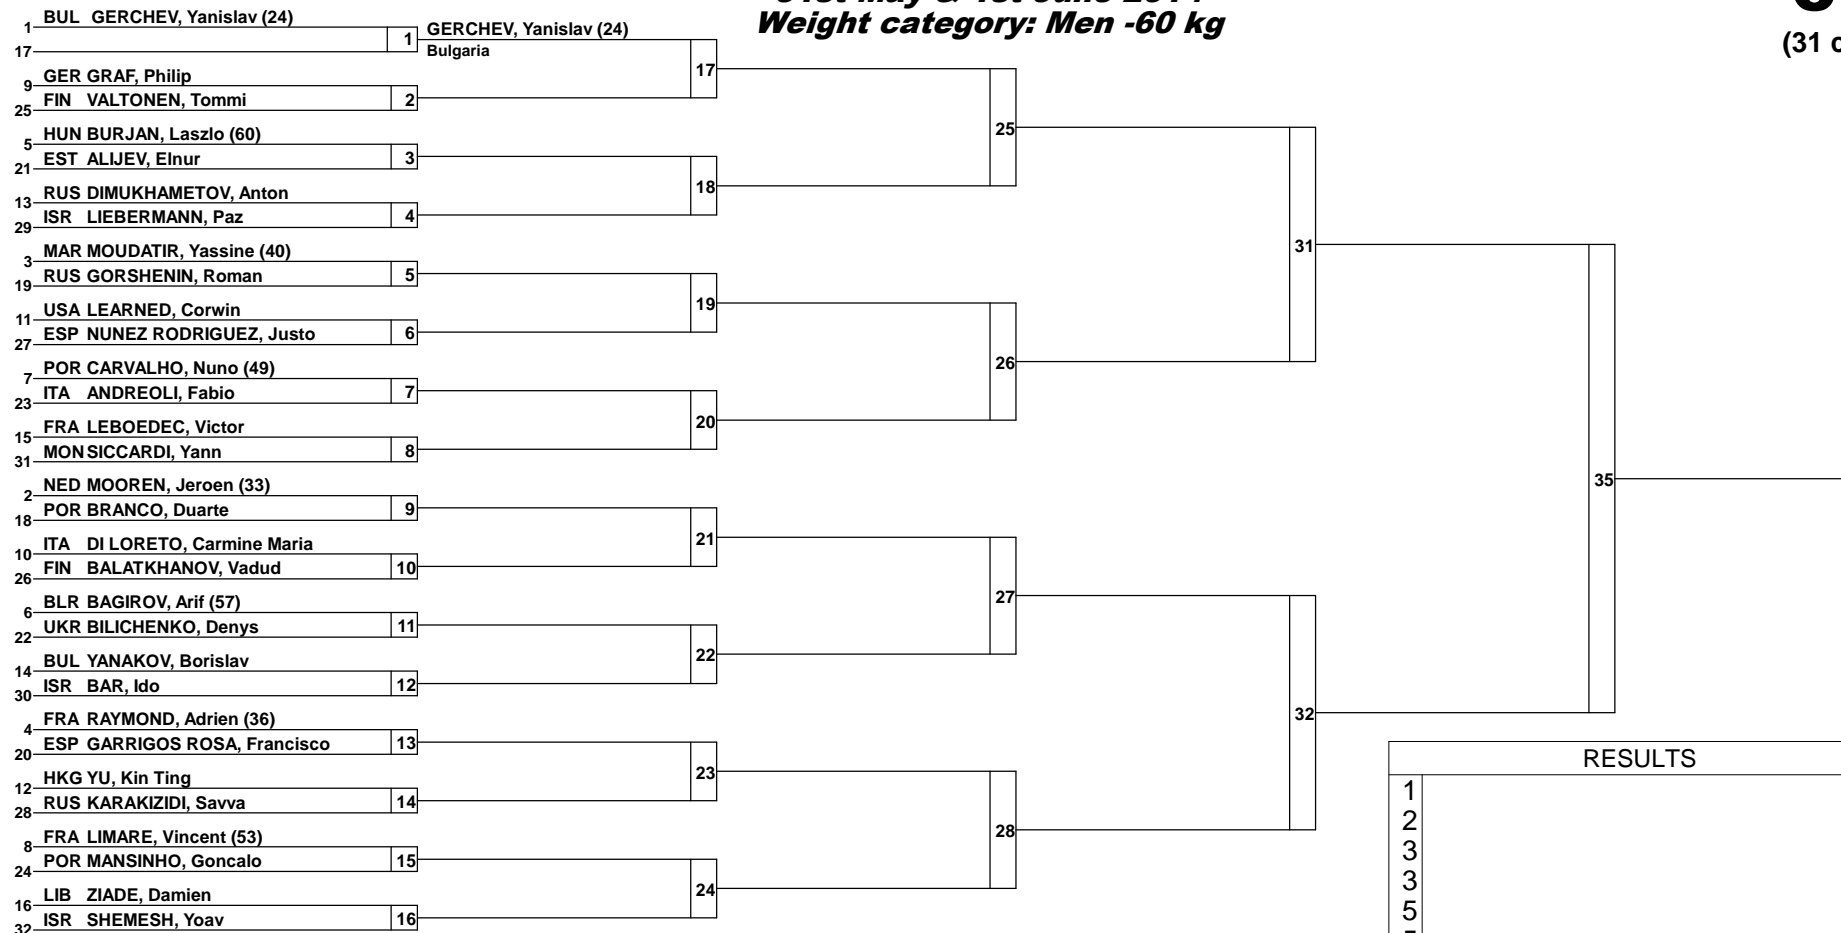 Weight category: Men -60 kg
(31
1 BUL GERCHEV, Yanislav (24)
17
1 GERCHEV, Yanislav (24)
Bulgaria
9 GER GRAF, Philip
25 FIN VALTONEN, Tommi 2
5 HUN BURJAN, Laszlo (60)
21 EST ALIJEV, Elnur 3
13 RUS DIMUKHAMETOV, Anton
29 ISR LIEBERMANN, Paz 4
3 MAR MOUDATIR, Yassine (40)
19 RUS GORSHENIN, Roman 5
11 USA LEARNED, Corwin
27 ESP NUNEZ RODRIGUEZ, Justo 6
7 POR CARVALHO, Nuno (49)
23 ITA ANDREOLI, Fabio 7
15 FRA LEBOEDEC, Victor
31 MON SICCARDI, Yann 8
2 NED MOOREN, Jeroen (33)
18 POR BRANCO, Duarte 9
10 ITA DI LORETO, Carmine Maria
26 FIN BALATKHANOV, Vadud 10
6 BLR BAGIROV, Arif (57)
22 UKR BILICHENKO, Denys 11
14 BUL YANAKOV, Borislav
30 ISR BAR, Ido 12
4 FRA RAYMOND, Adrien (36)
20 ESP GARRIGOS ROSA, Francisco 13
12 HKG YU, Kin Ting
28 RUS KARAKIZIDI, Savva 14
8 FRA LIMARE, Vincent (53)
24 POR MANSINHO, Goncalo 15
16 LIB ZIADE, Damien
32 ISR SHEMESH, Yoav 16
17
18
19
20
21
22
23
24
25
26
27
28
31
32
35
RESULTS
1
2
3
3
5